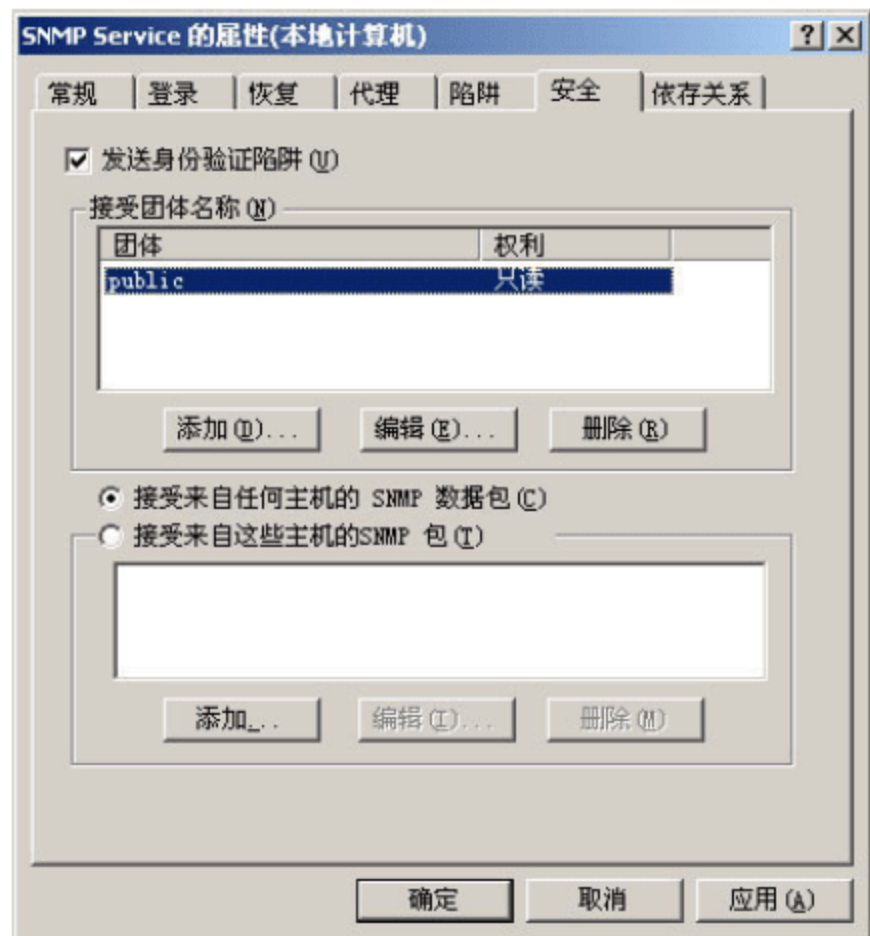 SNMP Service 的属性(本地计算机)
常规 登录 恢复 代理 陷阱 安全 依存关系
发送身份验证陷阱(U)
接受团体名称(N)
团体 权利
public 只读
添加(D)... 编辑(E)... 删除(R)
接受来自任何主机的 SNMP 数据包(C)
接受来自这些主机的SNMP 包(T)
添加... 编辑(I)... 删除(M)
确定 取消 应用(A)